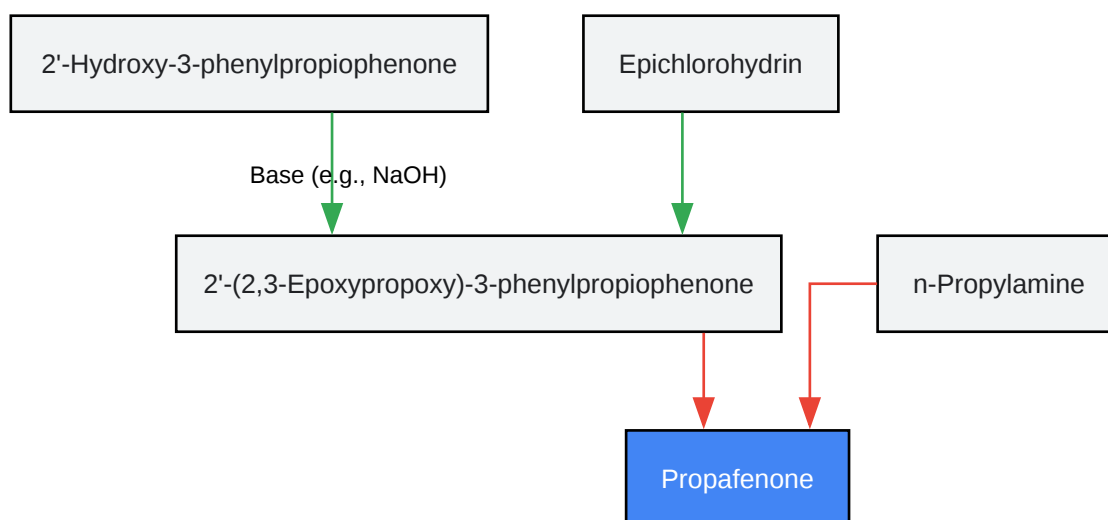 2'-Hydroxy-3-phenylpropiophenone
Epichlorohydrin
Base (e.g., NaOH)
2'-(2,3-Epoxypropoxy)-3-phenylpropiophenone
n-Propylamine
Propafenone